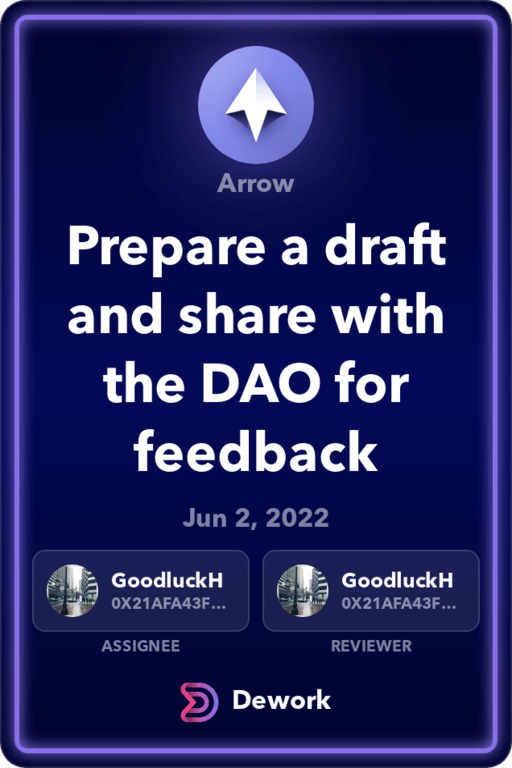 Arrow
Prepare a draft
and share with
the DAO for
feedback
Jun 2, 2022
GoodluckH
0X21AFA43F...
ASSIGNEE
GoodluckH
0X21AFA43F...
REVIEWER
Dework